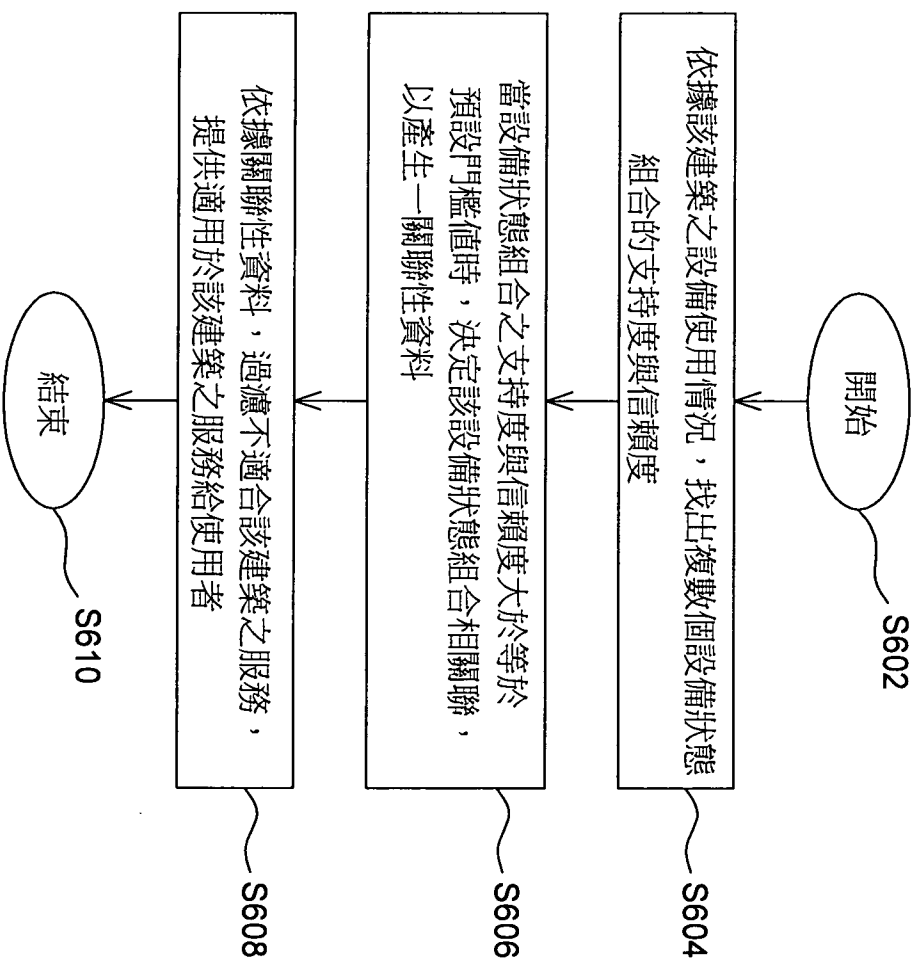 開始
S602
依據該建築之設備使用情況，找出複數個設備狀態
組合的支持度與信賴度
S604
當設備狀態組合之支持度與信賴度大於等於
預設門檻值時，決定該設備狀態組合相關聯，
以產生一關聯性資料
S606
依據關聯性資料，過濾不適合該建築之服務，
提供適用於該建築之服務給使用者
S608
結束
S610